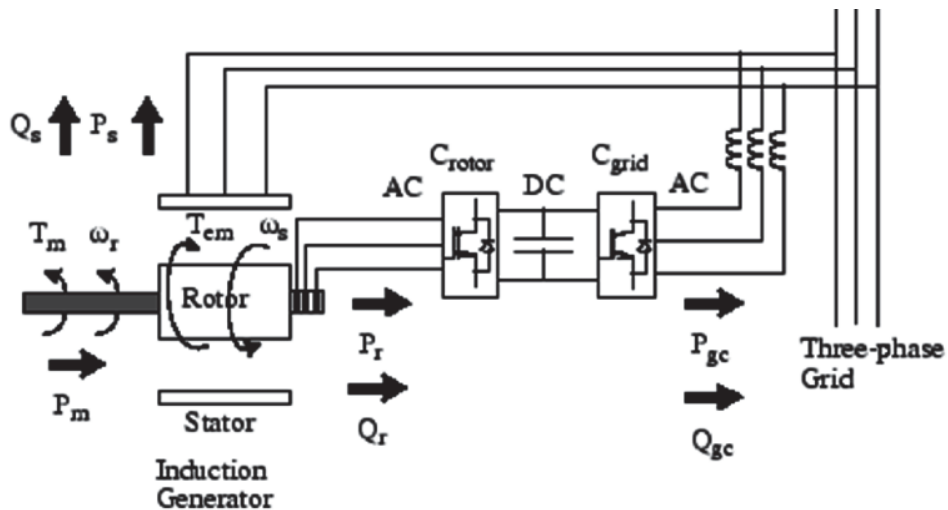 Qs Ps
Crotor Cgrid
AC DC AC
Tm ωr Tem ωs
Rotor
Pr Pgc
Three-phase
Grid
Pm
Stator Qr Qgc
Induction
Generator